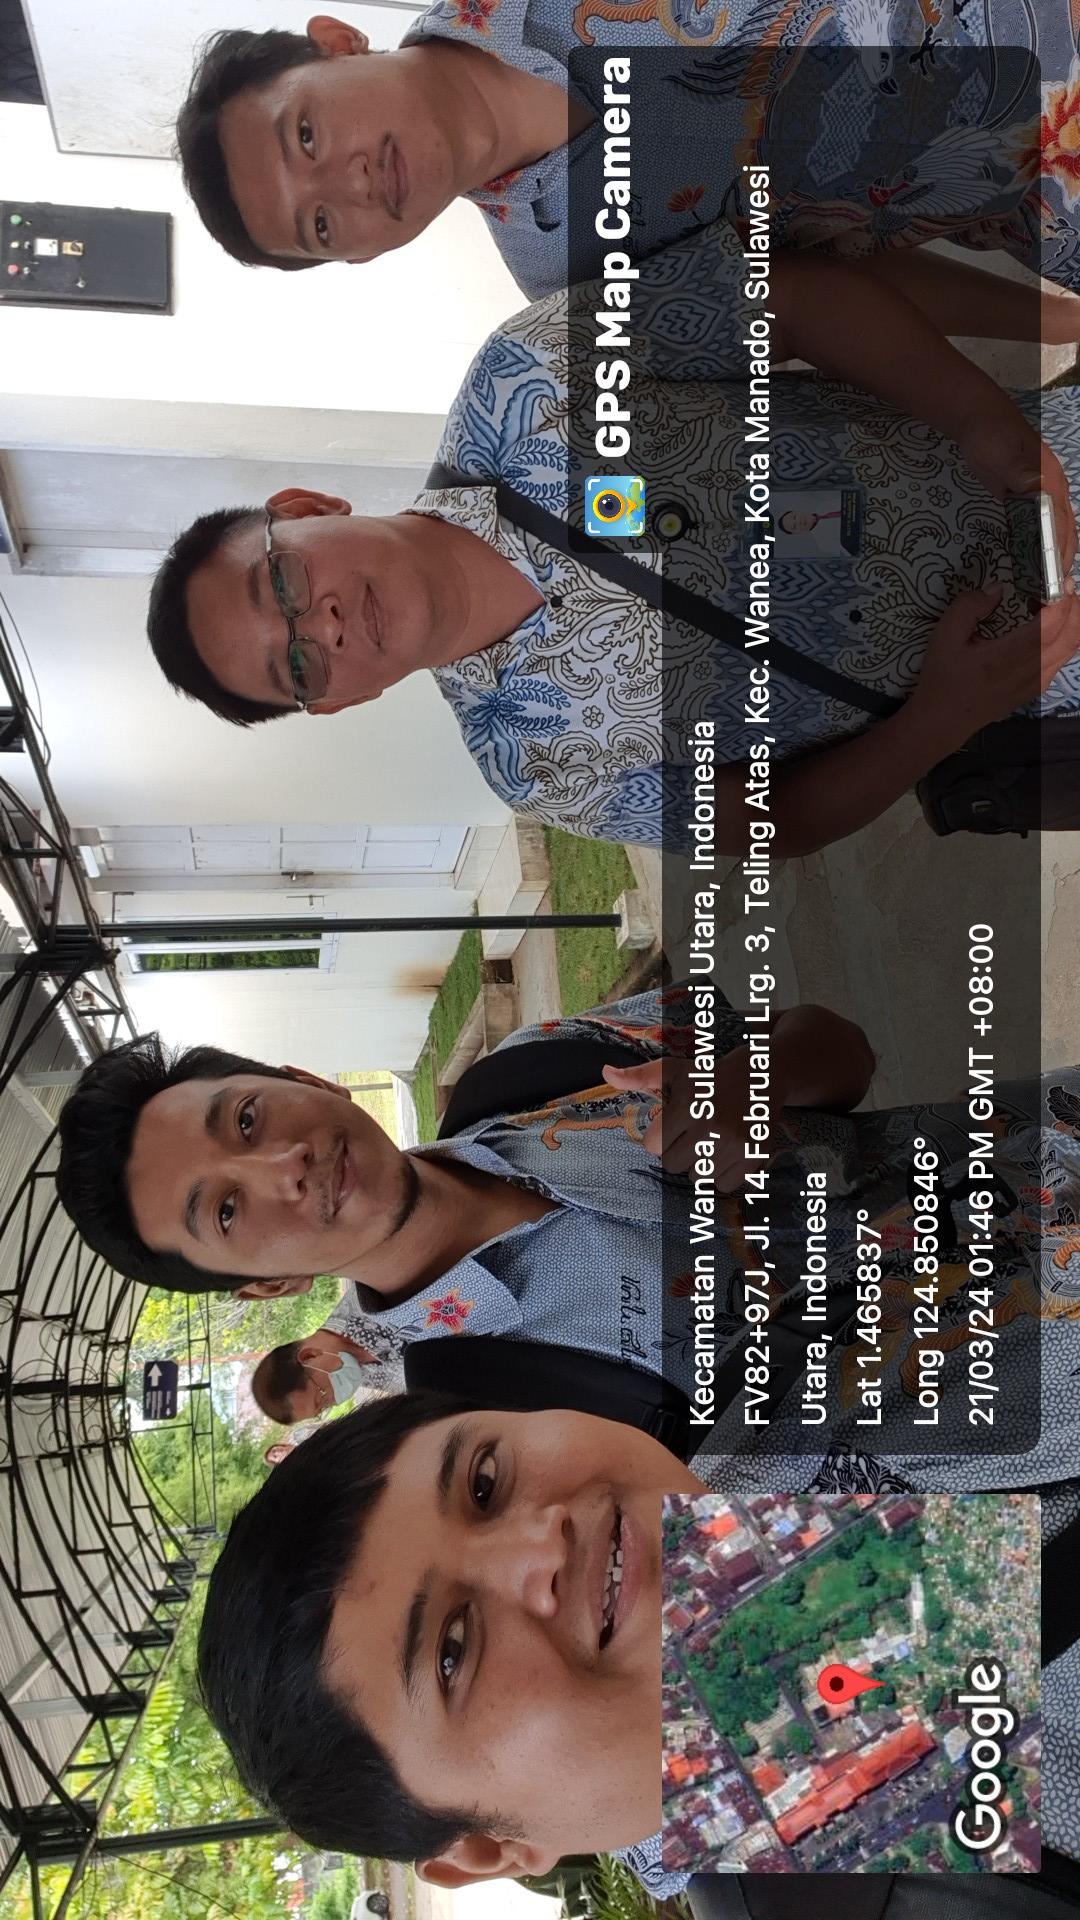 GPS Map Camera
Kecamatan Wanea, Sulawesi Utara, Indonesia
FV82+97J, Jl. 14 Februari Lrg. 3, Teling Atas, Kec. Wanea, Kota Manado, Sulawesi
Utara, Indonesia
Lat 1.465837°
Long 124.850846°
21/03/24 01:46 PM GMT +08:00
Google